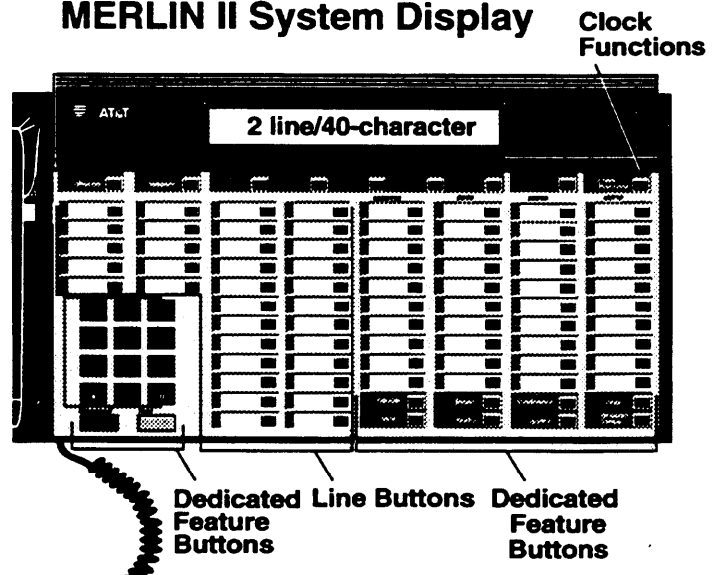 MERLIN II System Display
Clock
Functions
AT&T
2 line/40-character
Dedicated
Feature
Buttons
Line Buttons
Dedicated
Feature
Buttons